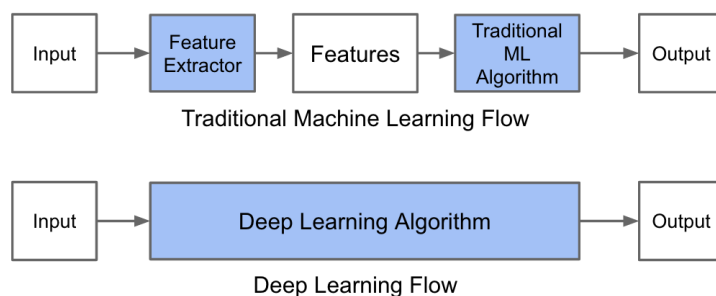 Input
Feature
Extractor
Features
Traditional
ML
Algorithm
Output
Traditional Machine Learning Flow
Input
Deep Learning Algorithm
Output
Deep Learning Flow